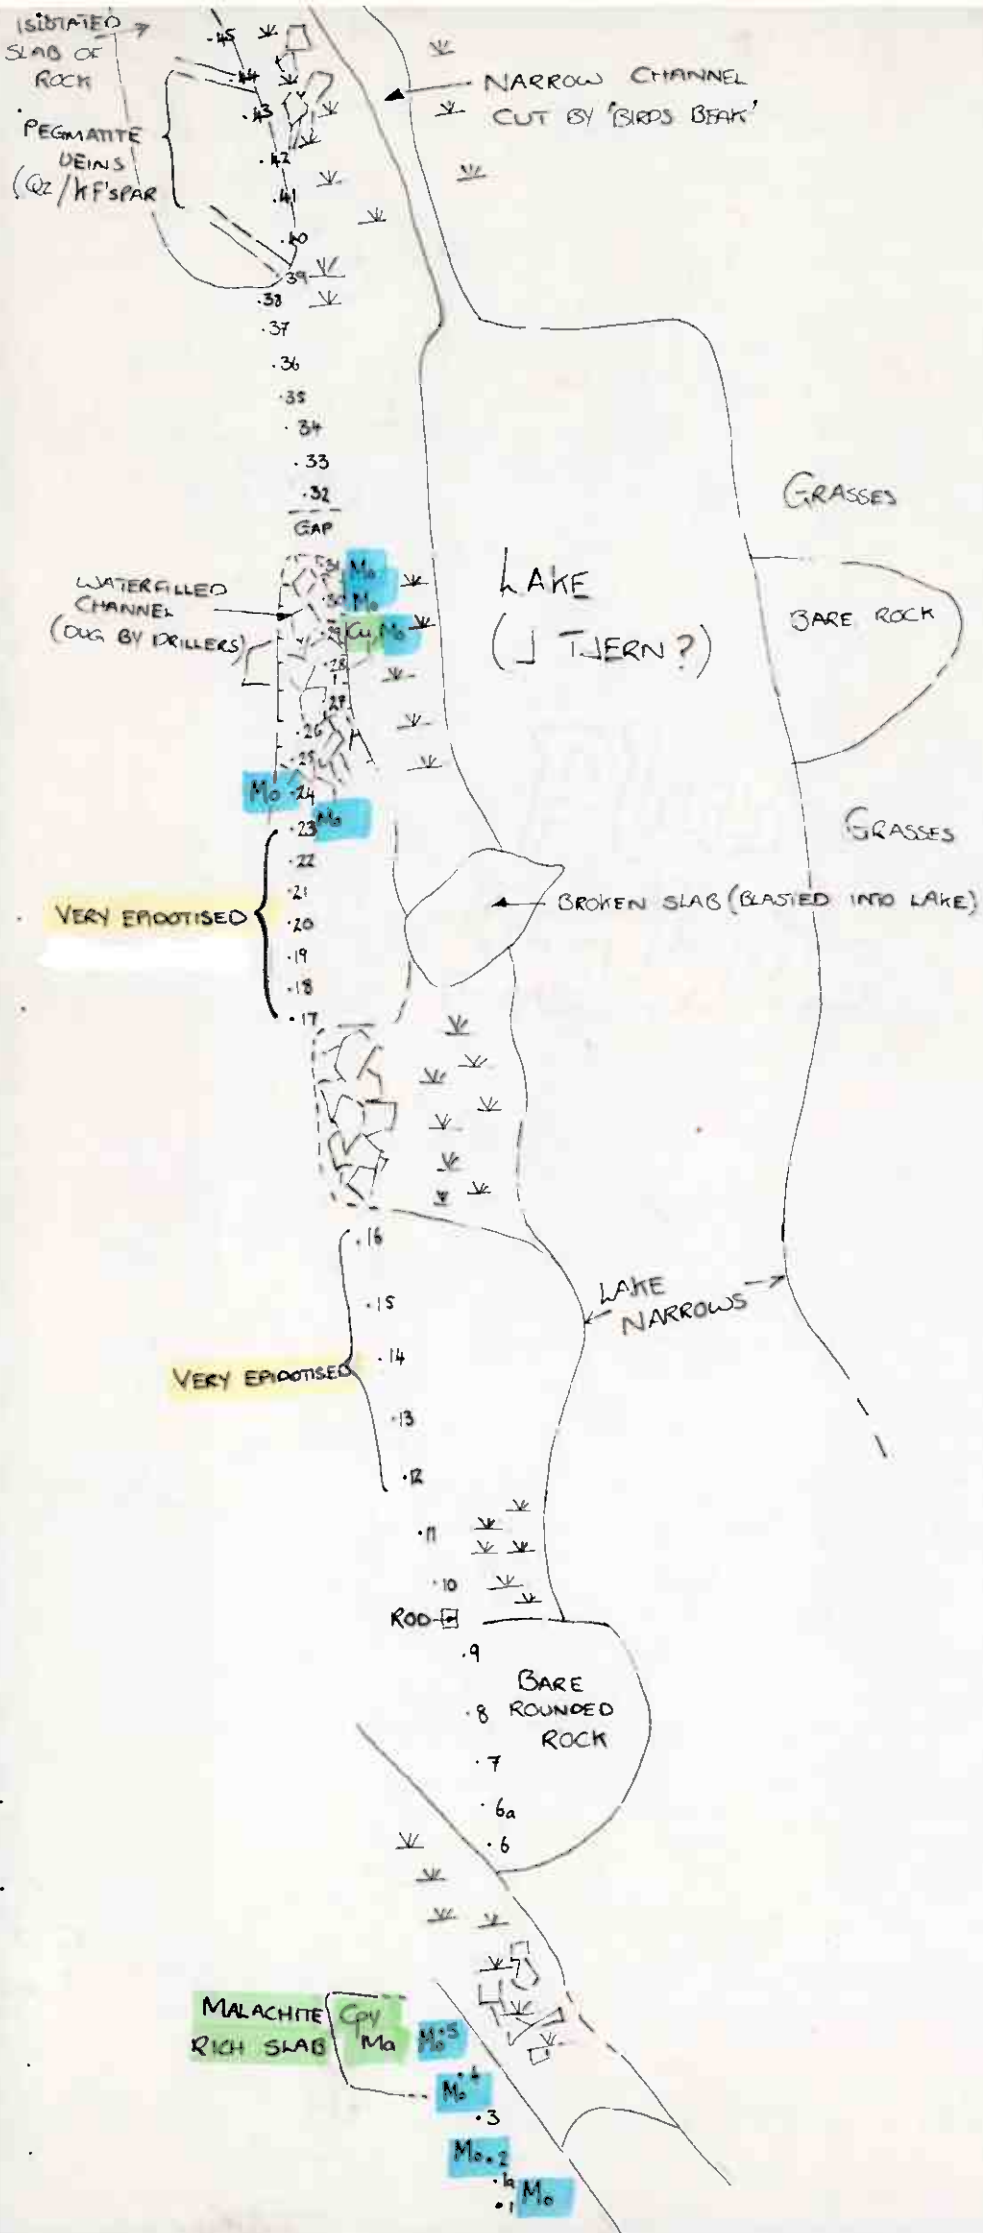 ISOLATED
SLAB OF
ROCK
.45
.44
.43
.42
.41
.40
39
.38
.37
.36
.35
.34
.33
.32
GAP
PEGMATITE
VEINS
(QZ/KF'SPAR
NARROW CHANNEL
CUT BY 'BIRDS BEAK'
GRASSES
BARE ROCK
GRASSES
LAKE
(J TJERN?)
WATERFILLED
CHANNEL
(DUG BY DRILLERS)
31 Mo
.30 Mo
.29 Cu, Mo
.28
.27
.26
.25
Mo .24
.23 Mo
.22
.21
.20
.19
.18
.17
VERY EPIDOTISED
BROKEN SLAB (BLASTED INTO LAKE)
.16
.15
.14
.13
.12
VERY EPIDOTISED
LAKE
NARROWS
.11
.10
ROD
.9
.8
.7
.6a
.6
BARE
ROUNDED
ROCK
MALACHITE
RICH SLAB
Cpy
Ma
Mo .5
Mo .4
.3
Mo .2
.1a
.1 Mo